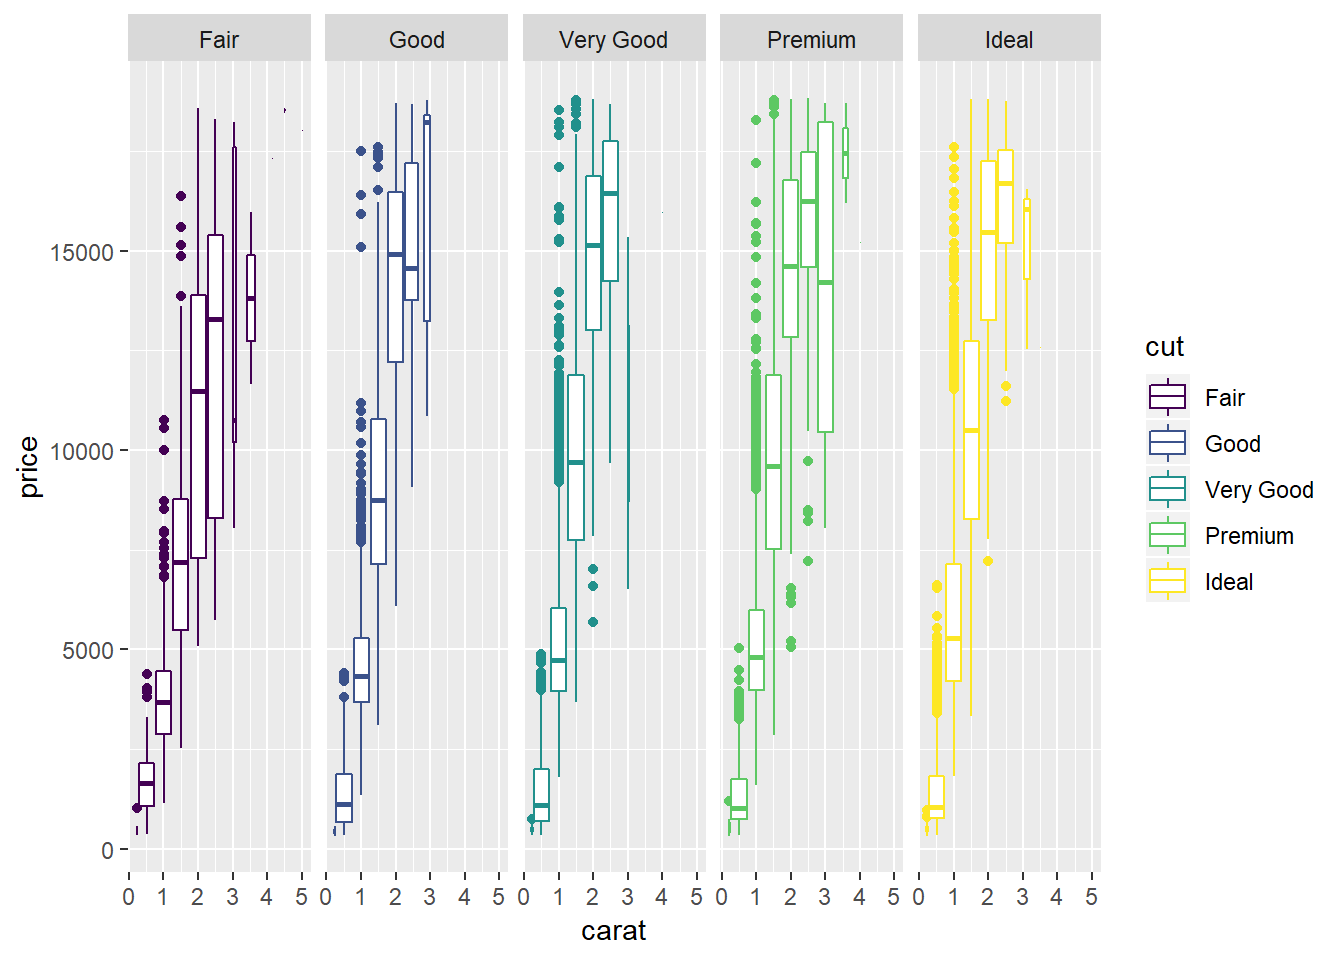 Fair Good Very Good Premium Ideal
15000
10000
5000
0
price
0 1 2 3 4 5 0 1 2 3 4 5 0 1 2 3 4 5 0 1 2 3 4 5 0 1 2 3 4 5
carat
cut
Fair
Good
Very Good
Premium
Ideal